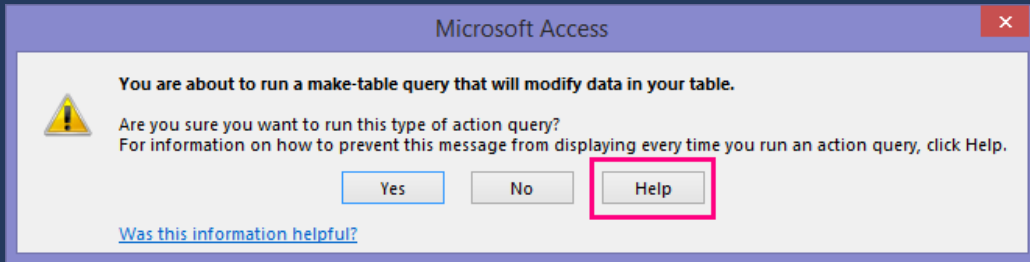 Microsoft Access
You are about to run a make-table query that will modify data in your table.
Are you sure you want to run this type of action query?
For information on how to prevent this message from displaying every time you run an action query, click Help.
Yes No Help
Was this information helpful?